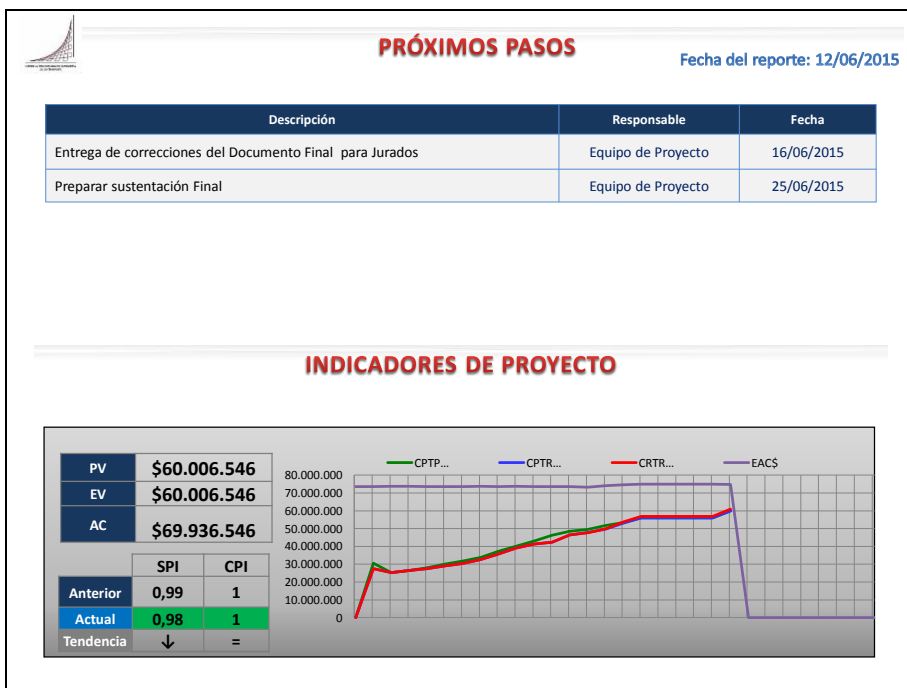 PRÓXIMOS PASOS
Fecha del reporte: 12/06/2015
Descripción Responsable Fecha
Entrega de correcciones del Documento Final para Jurados Equipo de Proyecto 16/06/2015
Preparar sustentación Final Equipo de Proyecto 25/06/2015
INDICADORES DE PROYECTO
PV $60.006.546
EV $60.006.546
AC $69.936.546
SPI CPI
Anterior 0,99 1
Actual 0,98 1
Tendencia ↓ =
CPTP... CPTR... CRTR... EAC$
80.000.000
70.000.000
60.000.000
50.000.000
40.000.000
30.000.000
20.000.000
10.000.000
0